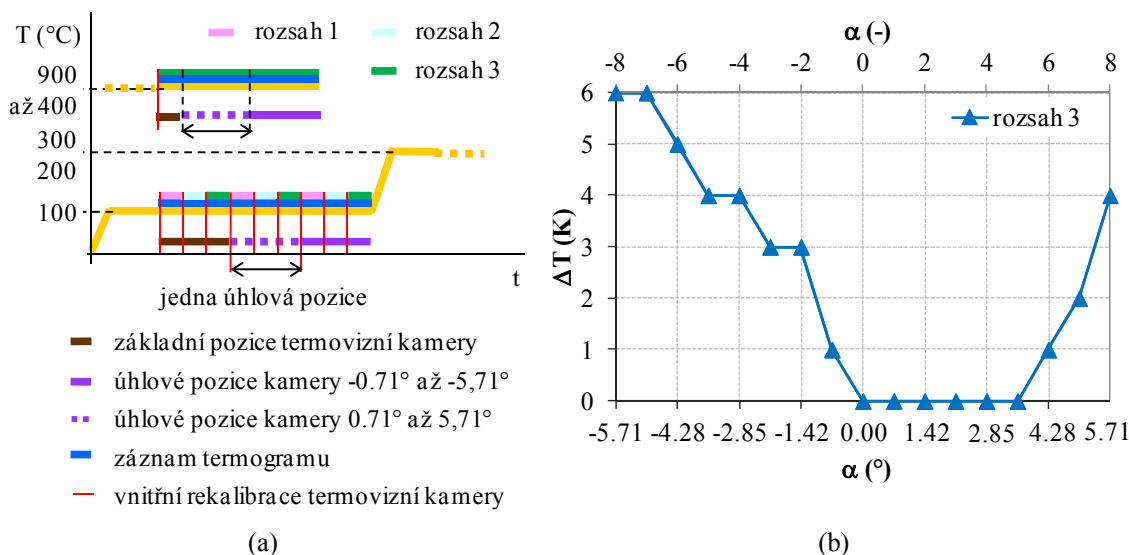 T (°C)
rozsah 1
rozsah 2
rozsah 3
900
až 400
300
200
100
t
jedna úhlová pozice
základní pozice termovizní kamery
úhlové pozice kamery -0.71° až -5,71°
úhlové pozice kamery 0.71° až 5,71°
záznam termogramu
vnitřní rekalibrace termovizní kamery
(a)
α (-)
-8 -6 -4 -2 0 2 4 6 8
rozsah 3
ΔT (K)
6
5
4
3
2
1
0
-5.71 -4.28 -2.85 -1.42 0.00 1.42 2.85 4.28 5.71
α (°)
(b)